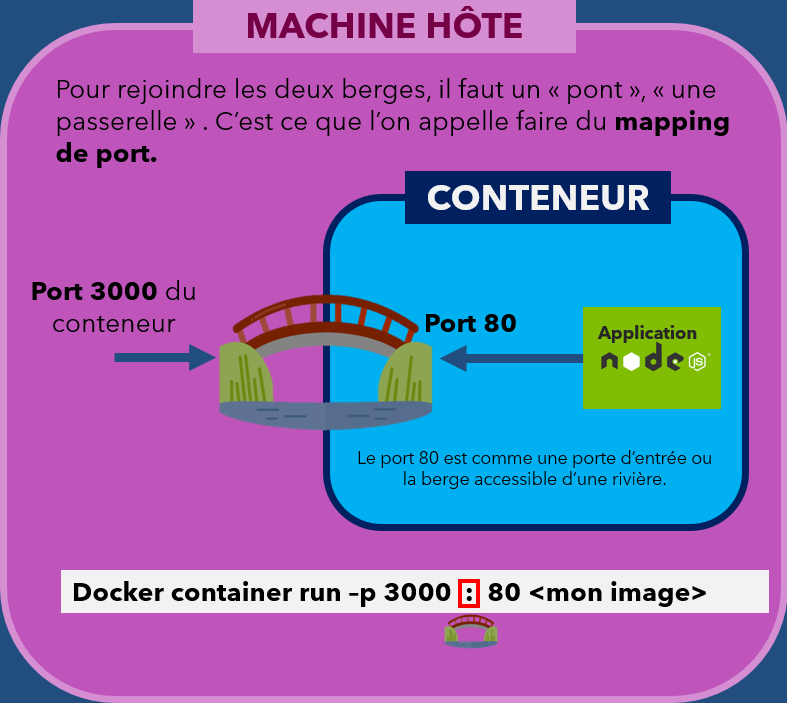 MACHINE HÔTE
Pour rejoindre les deux berges, il faut un « pont », « une
passerelle » . C’est ce que l’on appelle faire du mapping
de port.
CONTENEUR
Port 3000 du
conteneur
Port 80
Application
node JS
Le port 80 est comme une porte d’entrée ou
la berge accessible d’une rivière.
Docker container run –p 3000 : 80 <mon image>